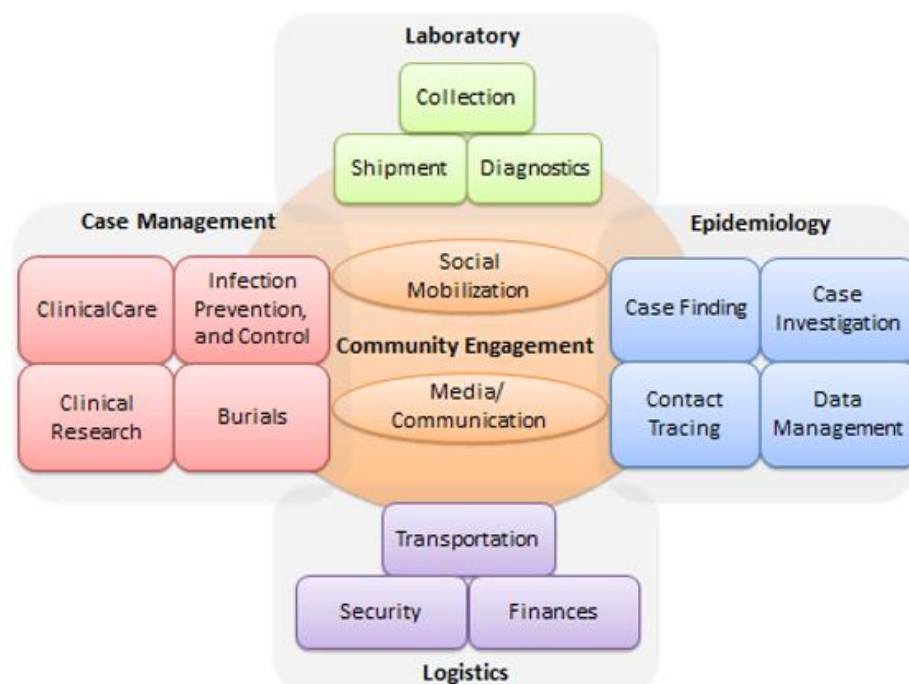 Laboratory
Collection
Shipment
Diagnostics
Case Management
ClinicalCare
Infection
Prevention,
and Control
Clinical
Research
Burials
Social
Mobilization
Community Engagement
Media/
Communication
Epidemiology
Case Finding
Case
Investigation
Contact
Tracing
Data
Management
Transportation
Security
Finances
Logistics